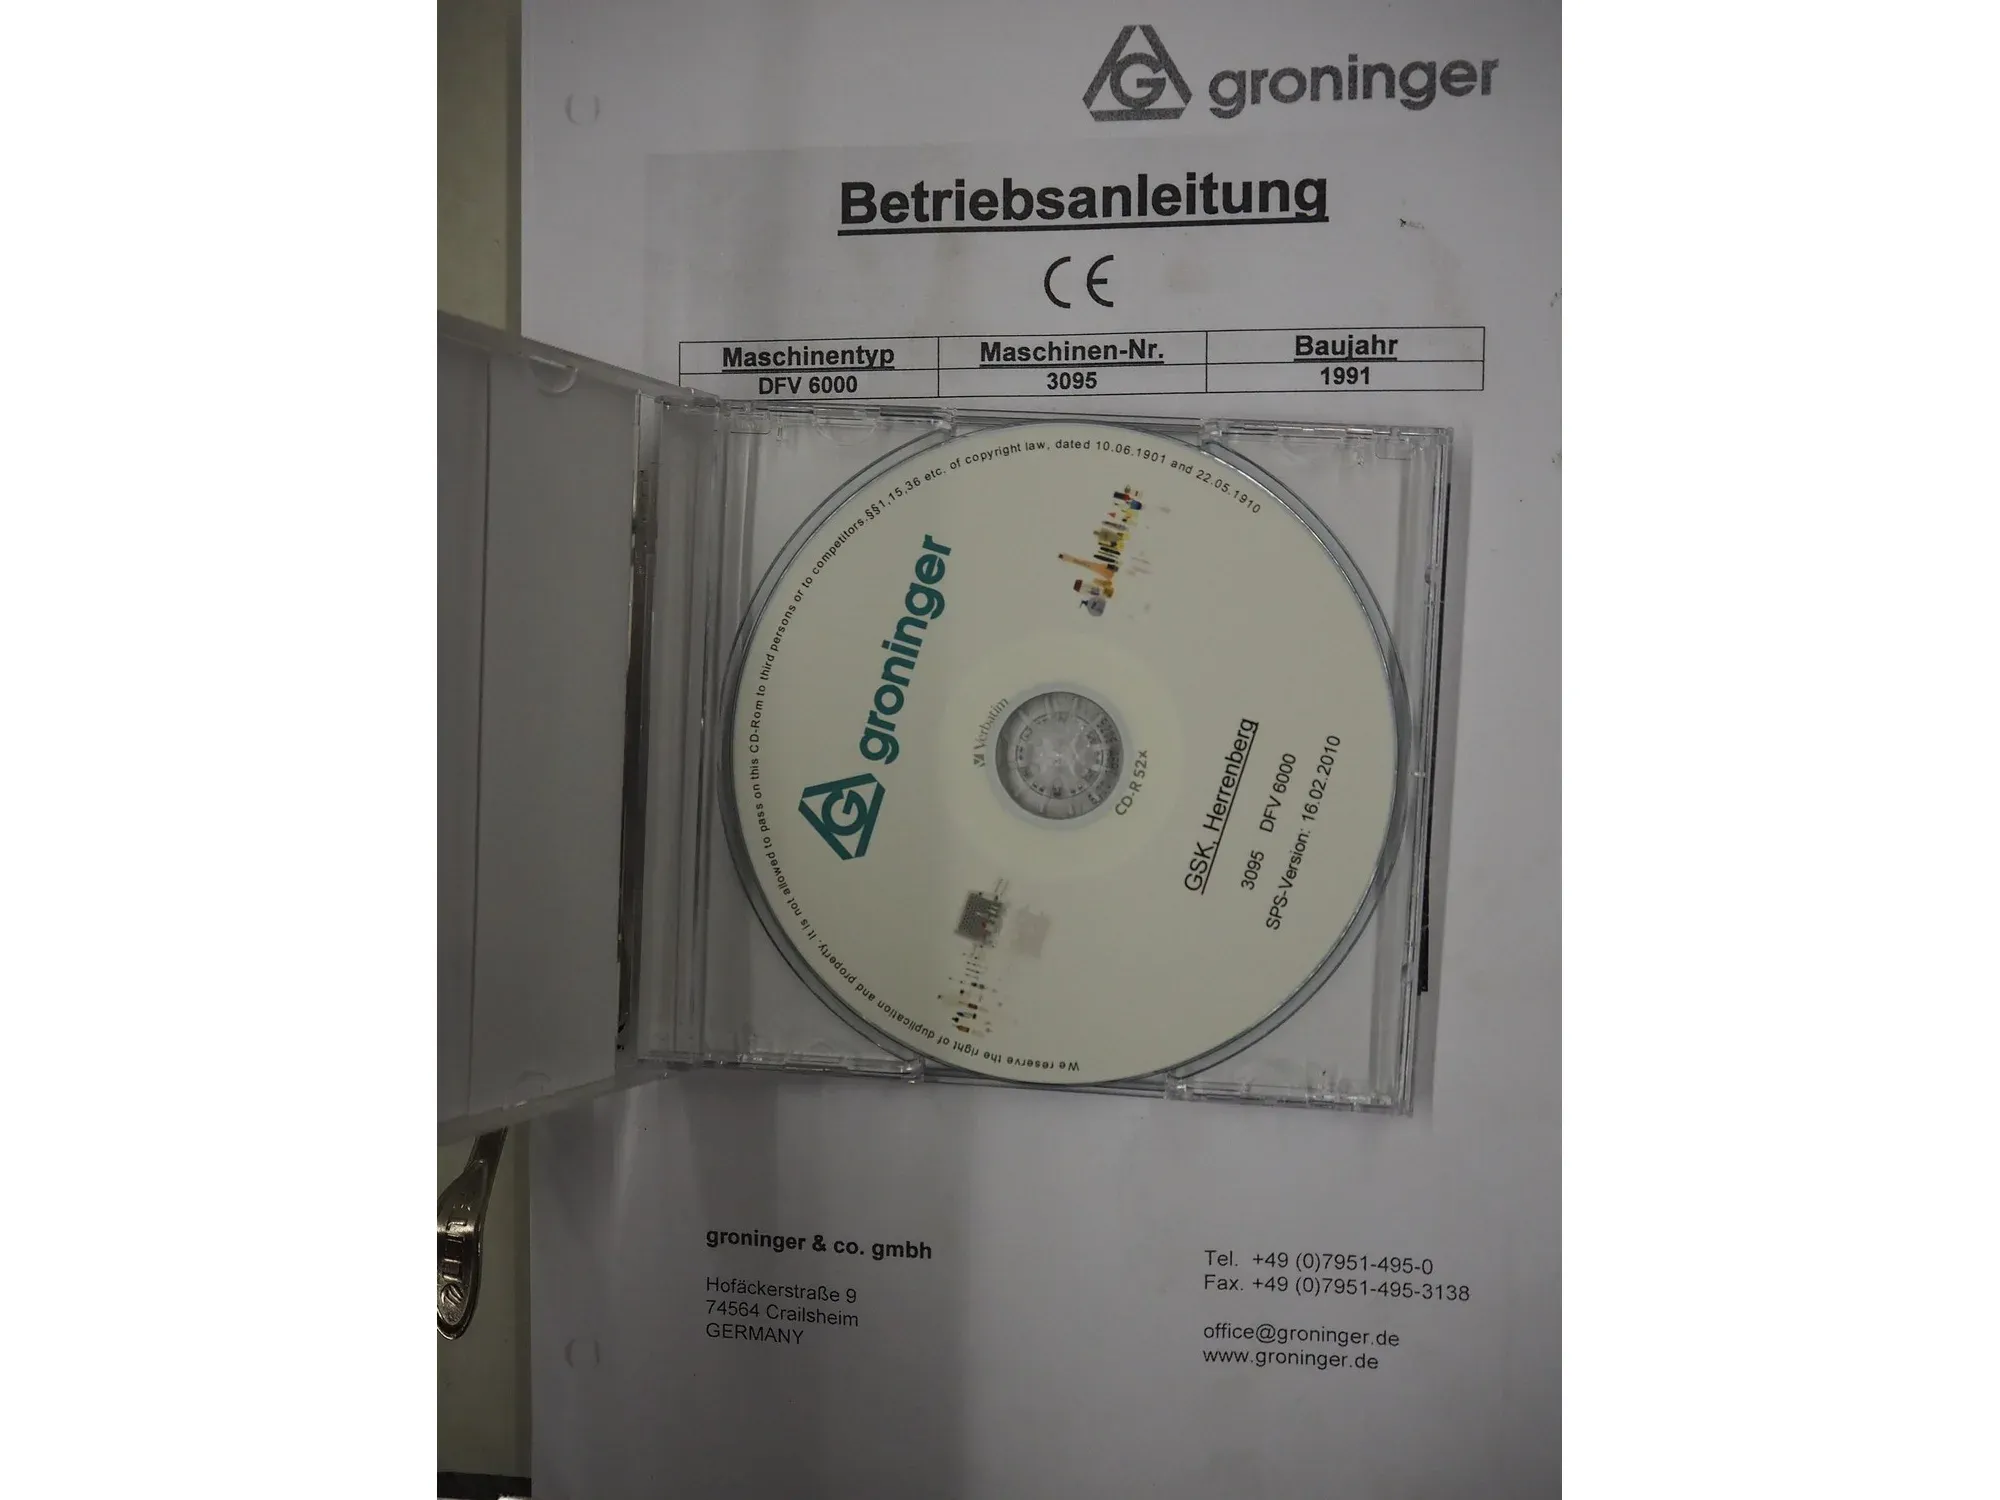 groninger
Betriebsanleitung
CE
Maschinentyp Maschinen-Nr. Baujahr
DFV 6000 3095 1991
We reserve the right of duplication and property. It is not allowed to pass on this CD-Rom to third persons or to competitors.§§1,15,36 etc. of copyright law, dated 10.06.1901 and 22.05.1910
groninger
Verbatim
CD-R 52x
GSK, Herrenberg
3095 DFV 6000
SPS-Version: 16.02.2010
groninger & co. gmbh
Hofäckerstraße 9
74564 Crailsheim
GERMANY
Tel. +49 (0)7951-495-0
Fax. +49 (0)7951-495-3138
office@groninger.de
www.groninger.de